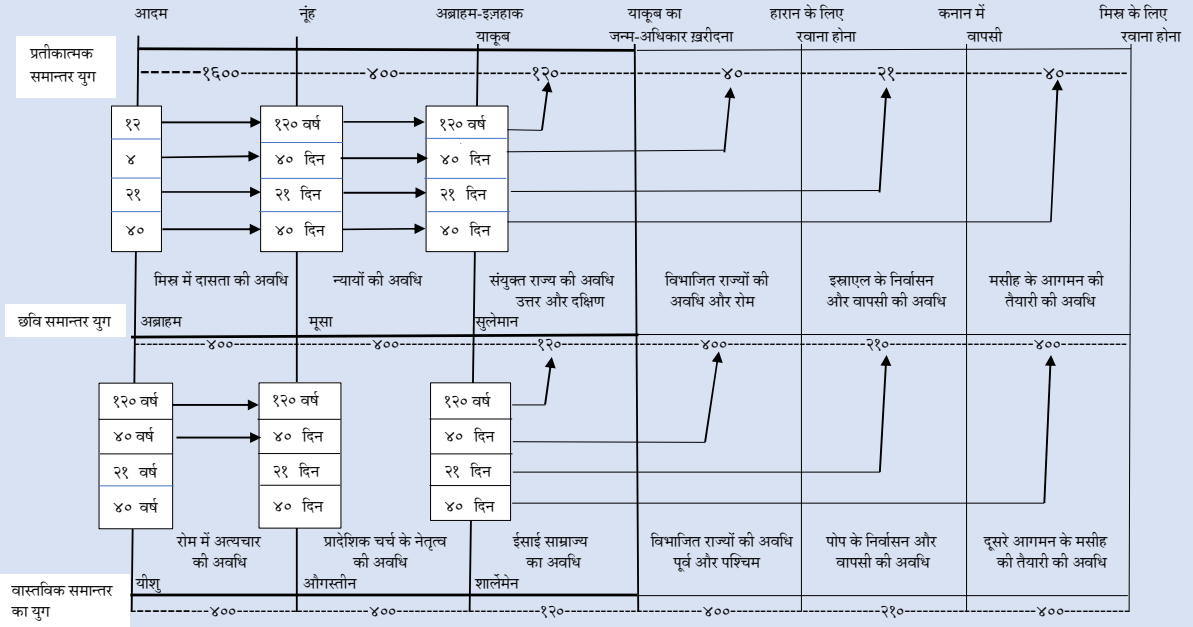 आदम
नूंह
अब्राहम-इज़हाक
याकूब
याकूब का
जन्म-अधिकार ख़रीदना
हारान के लिए
रवाना होना
कनान में
वापसी
मिस्र के लिए
रवाना होना
प्रतीकात्मक
समान्तर युग
१६०० ४०० १२० ४० २१ ४०
१२ १२० वर्ष १२० वर्ष
४ ४० दिन ४० दिन
२१ २१ दिन २१ दिन
४० ४० दिन ४० दिन
मिस्र में दासता की अवधि
न्यायों की अवधि
संयुक्त राज्य की अवधि
उत्तर और दक्षिण
विभाजित राज्यों की
अवधि और रोम
इस्राएल के निर्वासन
और वापसी की अवधि
मसीह के आगमन की
तैयारी की अवधि
छवि समान्तर युग
अब्राहम
मूसा
सुलेमान
४०० ४०० १२० ४०० २१० ४००
१२० वर्ष १२० वर्ष १२० वर्ष
४० वर्ष ४० दिन ४० दिन
२१ वर्ष २१ दिन २१ दिन
४० वर्ष ४० दिन ४० दिन
रोम में अत्यचार
की अवधि
प्रादेशिक चर्च के नेतृत्व
की अवधि
ईसाई साम्राज्य
का अवधि
विभाजित राज्यों की अवधि
पूर्व और पश्चिम
पोप के निर्वासन और
वापसी की अवधि
दूसरे आगमन के मसीह
की तैयारी की अवधि
वास्तविक समान्तर
का युग
यीशु
औगस्तीन
शार्लेमेन
४०० ४०० १२० ४०० २१० ४००